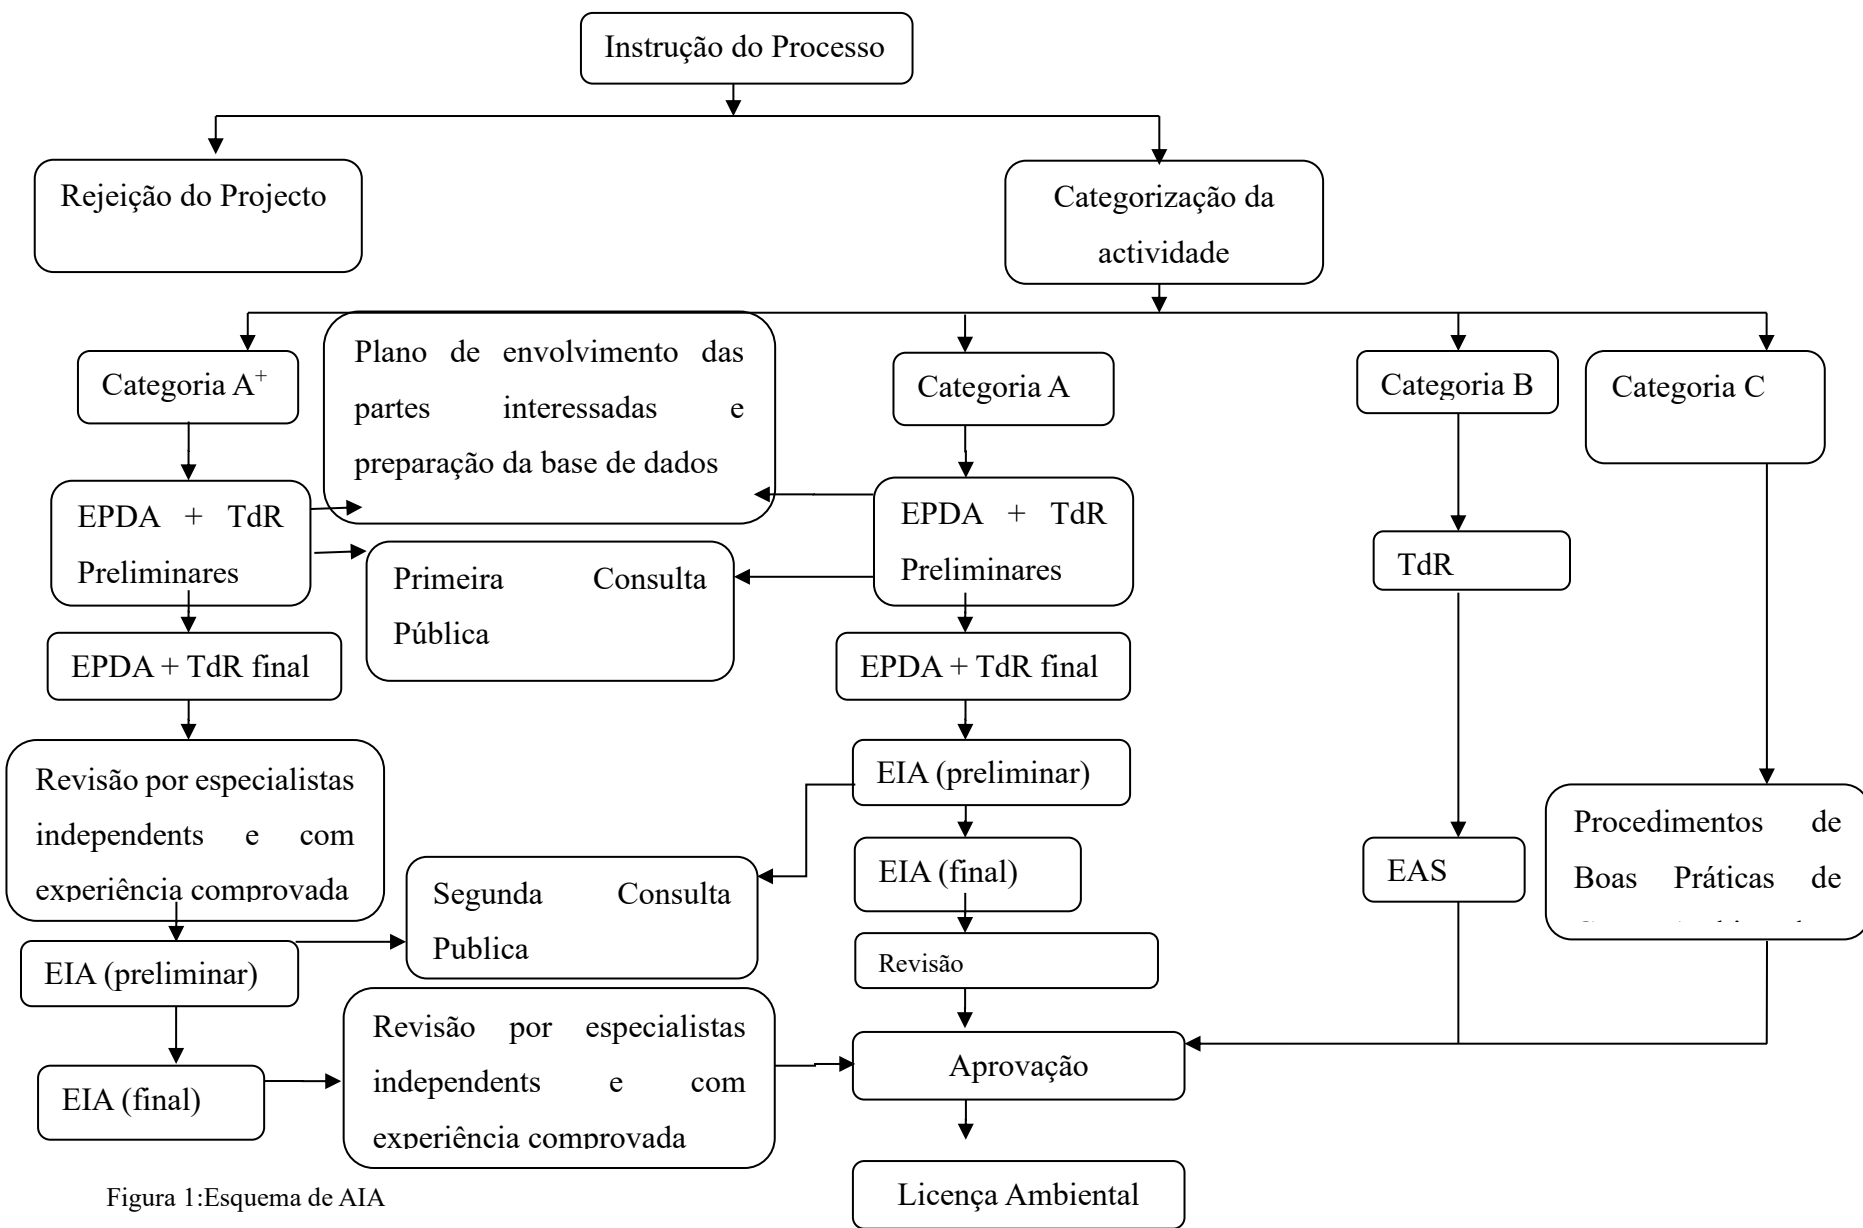 Instrução do Processo
Rejeição do Projecto
Categorização da
actividade
Categoria A⁺
Plano de envolvimento das
partes interessadas e
preparação da base de dados
Categoria A
Categoria B
Categoria C
EPDA + TdR
Preliminares
EPDA + TdR
Preliminares
TdR
Primeira Consulta
Pública
EPDA + TdR final
EPDA + TdR final
Revisão por especialistas
independents e com
experiência comprovada
EIA (preliminar)
EIA (final)
EAS
Procedimentos de
Boas Práticas de
Segunda Consulta
Publica
EIA (preliminar)
Revisão
EIA (final)
Revisão por especialistas
independents e com
experiência comprovada
Aprovação
Licença Ambiental
Figura 1:Esquema de AIA